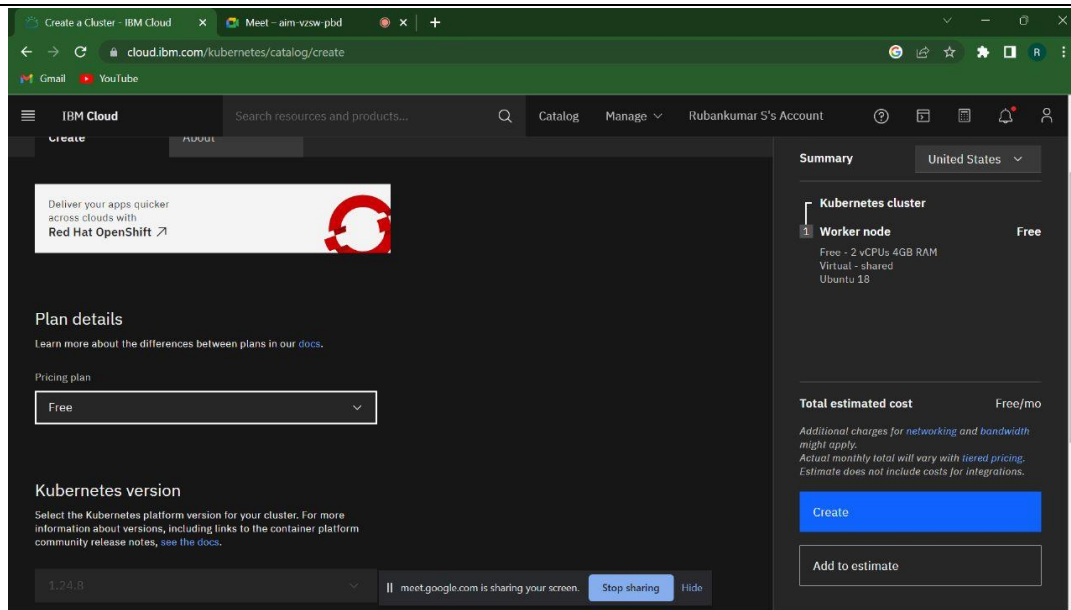 Create a Cluster - IBM Cloud
Meet – aim-vzsw-pbd
cloud.ibm.com/kubernetes/catalog/create
G
R
Gmail
YouTube
IBM Cloud
Search resources and products...
Catalog
Manage
Rubankumar S's Account
Create
About
Deliver your apps quicker
across clouds with
Red Hat OpenShift
Plan details
Learn more about the differences between plans in our docs.
Pricing plan
Free
Kubernetes version
Select the Kubernetes platform version for your cluster. For more
information about versions, including links to the container platform
community release notes, see the docs.
1.24.8
Summary
United States
Kubernetes cluster
1 Worker node Free
Free - 2 vCPUs 4GB RAM
Virtual - shared
Ubuntu 18
Total estimated cost Free/mo
Additional charges for networking and bandwidth
might apply.
Actual monthly total will vary with tiered pricing.
Estimate does not include costs for integrations.
Create
Add to estimate
meet.google.com is sharing your screen.
Stop sharing
Hide